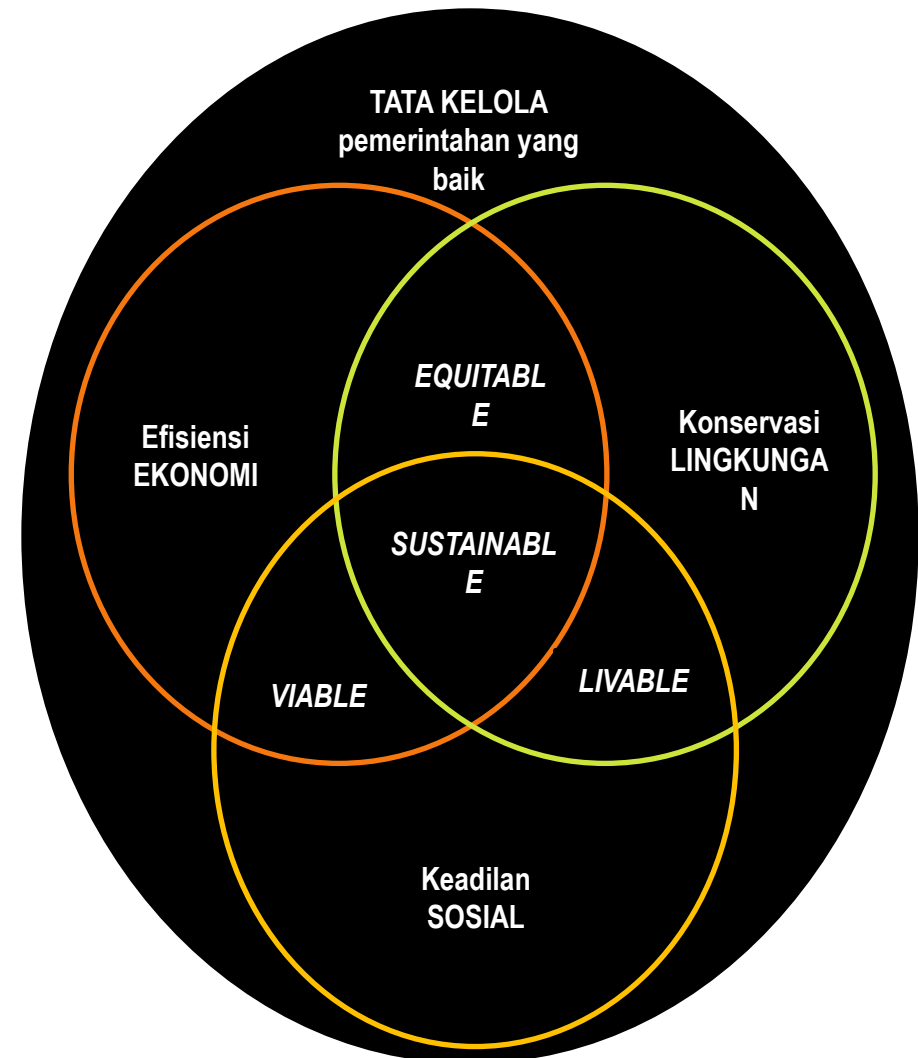 TATA KELOLA
pemerintahan yang
baik
EQUITABL
E
Efisiensi
EKONOMI
Konservasi
LINGKUNGA
N
SUSTAINABL
E
VIABLE
LIVABLE
Keadilan
SOSIAL